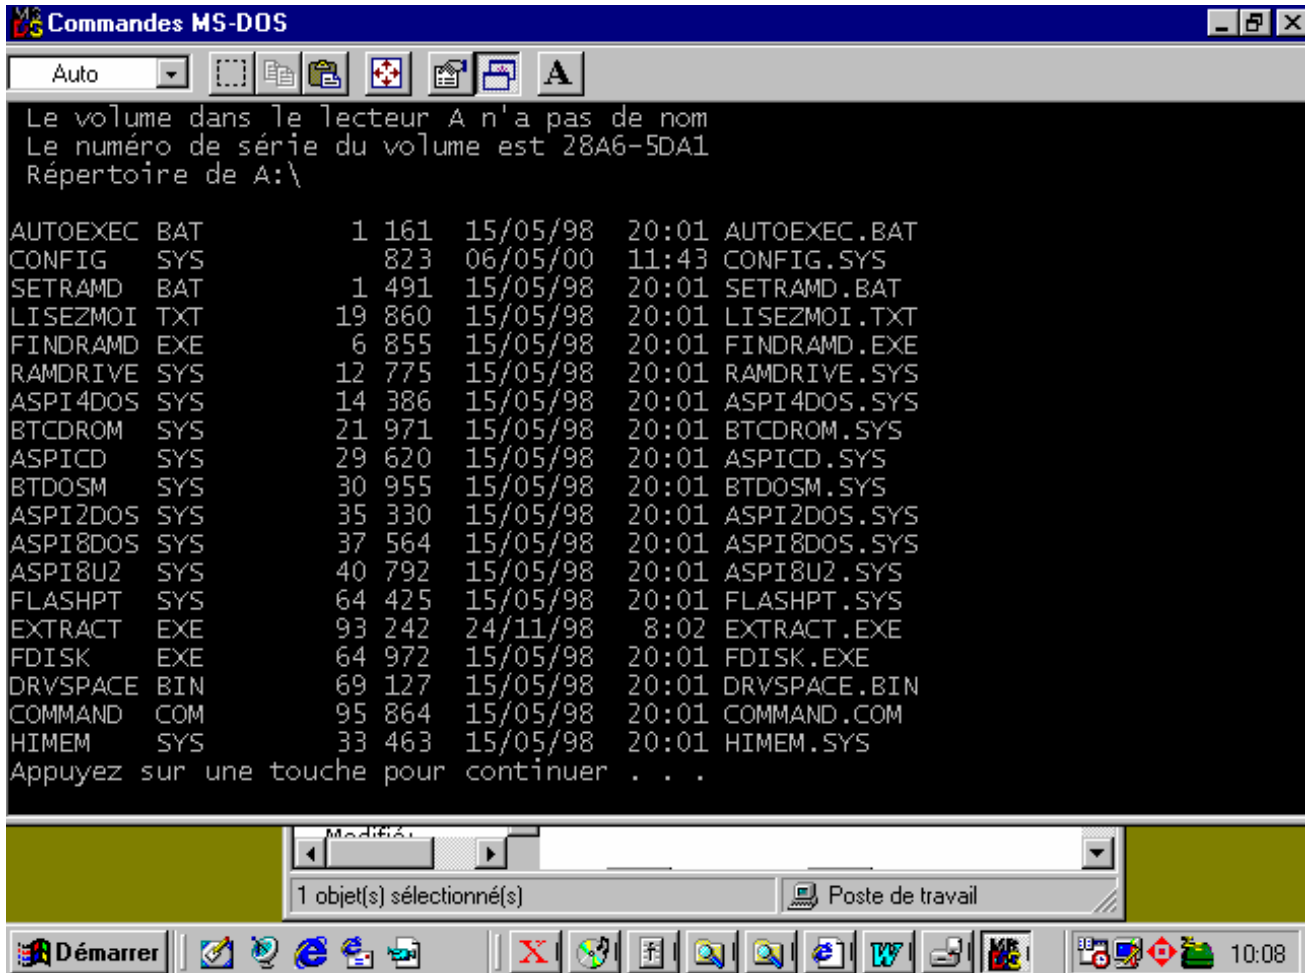 Commandes MS-DOS
Auto
A
Le volume dans le lecteur A n'a pas de nom
Le numéro de série du volume est 28A6-5DA1
Répertoire de A:\
AUTOEXEC BAT 1 161 15/05/98 20:01 AUTOEXEC.BAT
CONFIG SYS 823 06/05/00 11:43 CONFIG.SYS
SETRAMD BAT 1 491 15/05/98 20:01 SETRAMD.BAT
LISEZMOI TXT 19 860 15/05/98 20:01 LISEZMOI.TXT
FINDRAMD EXE 6 855 15/05/98 20:01 FINDRAMD.EXE
RAMDRIVE SYS 12 775 15/05/98 20:01 RAMDRIVE.SYS
ASPI4DOS SYS 14 386 15/05/98 20:01 ASPI4DOS.SYS
BTCDROM SYS 21 971 15/05/98 20:01 BTCDROM.SYS
ASPICD SYS 29 620 15/05/98 20:01 ASPICD.SYS
BTDOSM SYS 30 955 15/05/98 20:01 BTDOSM.SYS
ASPI2DOS SYS 35 330 15/05/98 20:01 ASPI2DOS.SYS
ASPI8DOS SYS 37 564 15/05/98 20:01 ASPI8DOS.SYS
ASPI8U2 SYS 40 792 15/05/98 20:01 ASPI8U2.SYS
FLASHPT SYS 64 425 15/05/98 20:01 FLASHPT.SYS
EXTRACT EXE 93 242 24/11/98 8:02 EXTRACT.EXE
FDISK EXE 64 972 15/05/98 20:01 FDISK.EXE
DRVSPACE BIN 69 127 15/05/98 20:01 DRVSPACE.BIN
COMMAND COM 95 864 15/05/98 20:01 COMMAND.COM
HIMEM SYS 33 463 15/05/98 20:01 HIMEM.SYS
Appuyez sur une touche pour continuer . . .
Modifié:
1 objet(s) sélectionné(s) Poste de travail
Démarrer 10:08